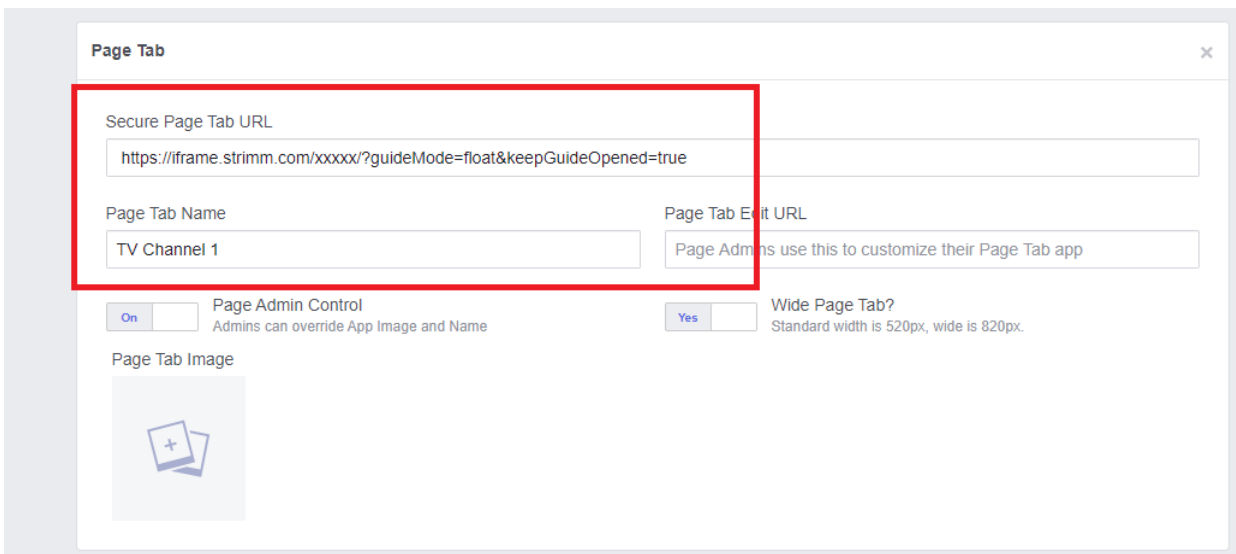 Page Tab
×
Secure Page Tab URL
https://iframe.strimm.com/xxxxx/?guideMode=float&keepGuideOpened=true
Page Tab Name
Page Tab Edit URL
TV Channel 1
Page Admins use this to customize their Page Tab app
On
Page Admin Control
Admins can override App Image and Name
Yes
Wide Page Tab?
Standard width is 520px, wide is 820px.
Page Tab Image